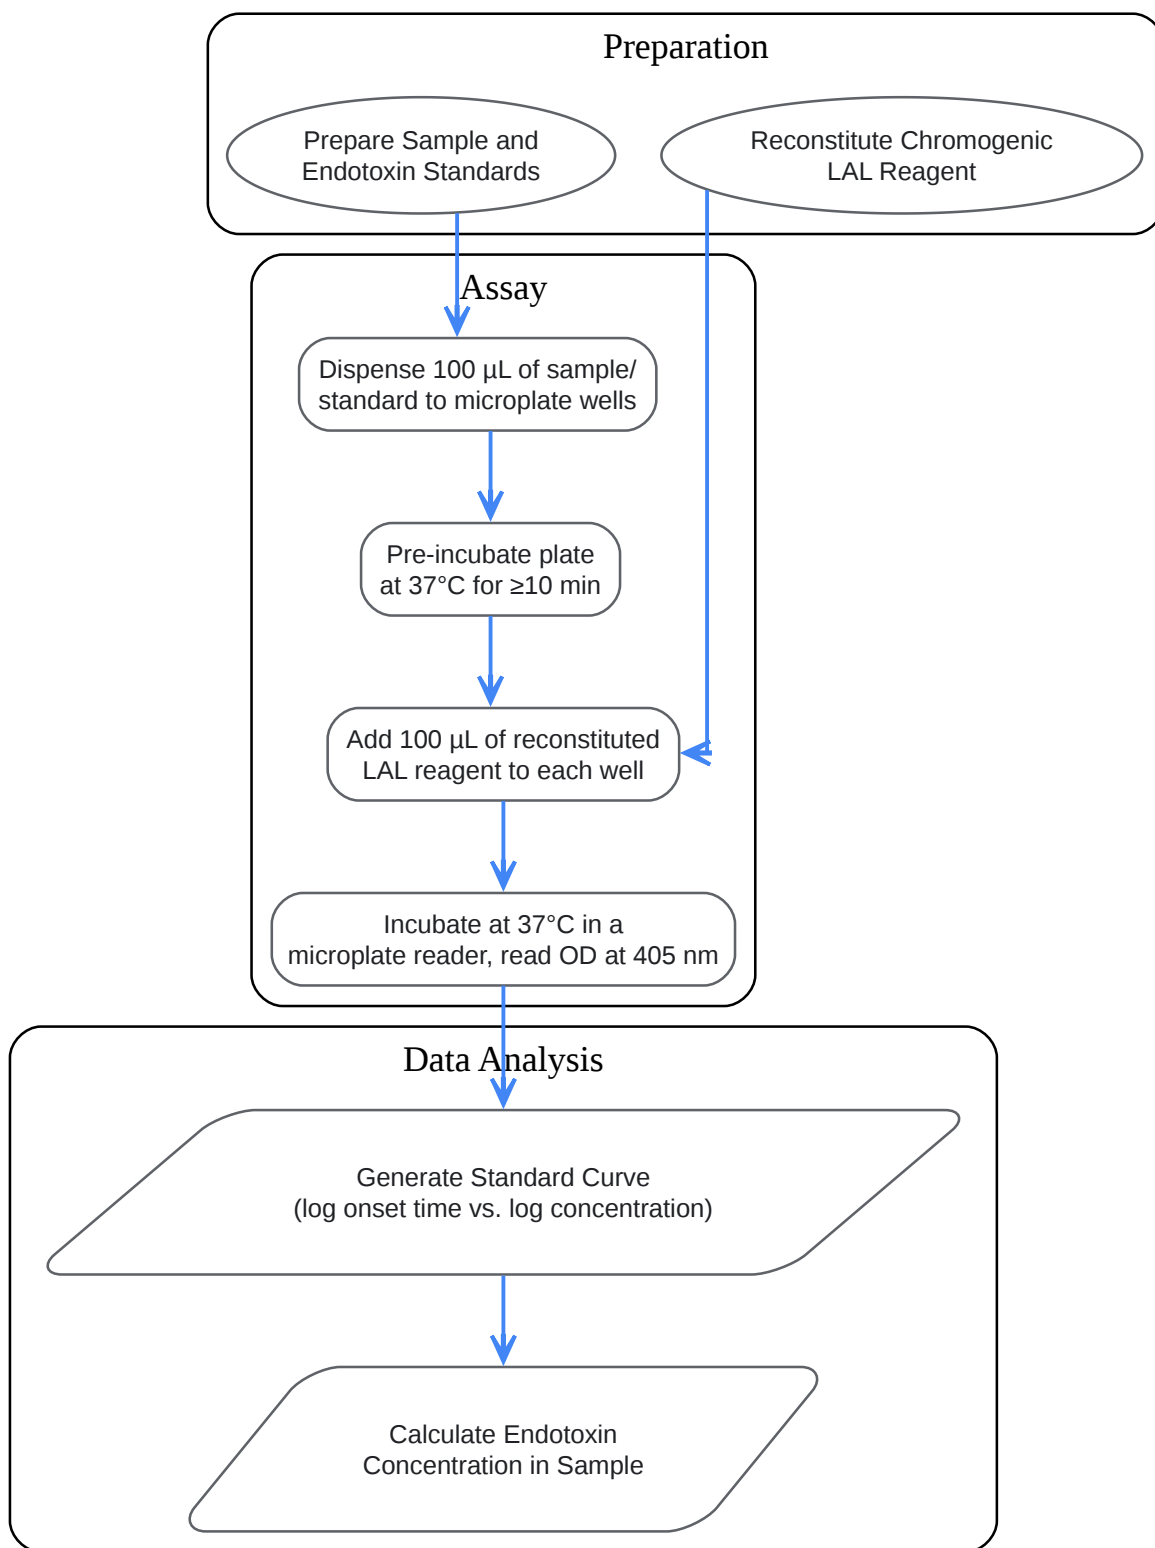 Preparation
Prepare Sample and
Endotoxin Standards
Reconstitute Chromogenic
LAL Reagent
Assay
Dispense 100 µL of sample/
standard to microplate wells
Pre-incubate plate
at 37°C for ≥10 min
Add 100 µL of reconstituted
LAL reagent to each well
Incubate at 37°C in a
microplate reader, read OD at 405 nm
Data Analysis
Generate Standard Curve
(log onset time vs. log concentration)
Calculate Endotoxin
Concentration in Sample